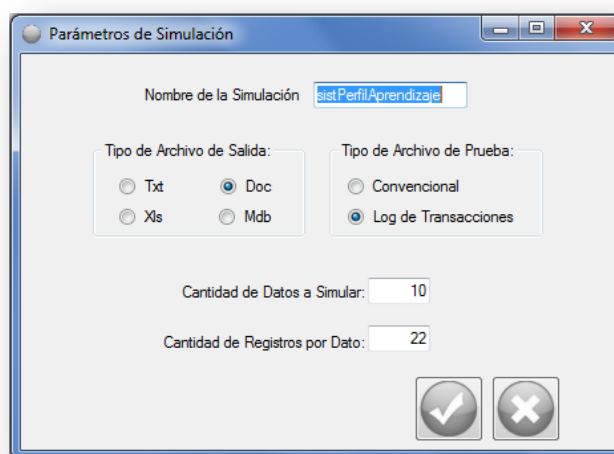 Parámetros de Simulación
Nombre de la Simulación sistPerfilAprendizaje
Tipo de Archivo de Salida: Tipo de Archivo de Prueba:
Txt Doc Convencional
Xls Mdb Log de Transacciones
Cantidad de Datos a Simular: 10
Cantidad de Registros por Dato: 22